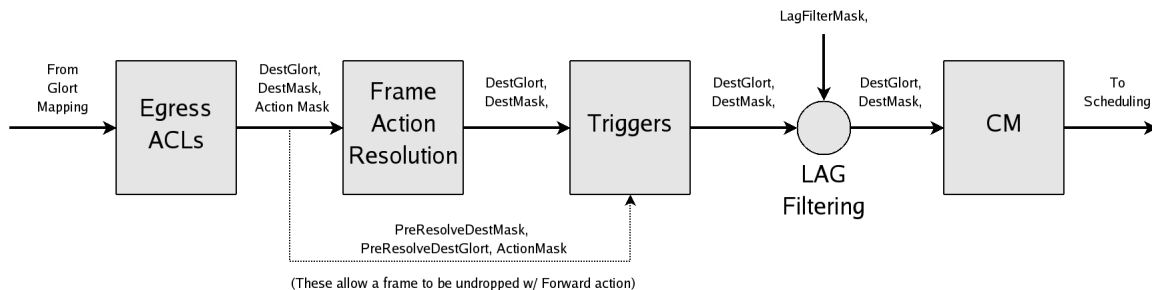 LagFilterMask,
From
Glort
Mapping
Egress
ACLs
DestGlort,
DestMask,
Action Mask
Frame
Action
Resolution
DestGlort,
DestMask,
Triggers
DestGlort,
DestMask,
LAG
Filtering
DestGlort,
DestMask,
CM
To
Scheduling
PreResolveDestMask,
PreResolveDestGlort, ActionMask
(These allow a frame to be undropped w/ Forward action)